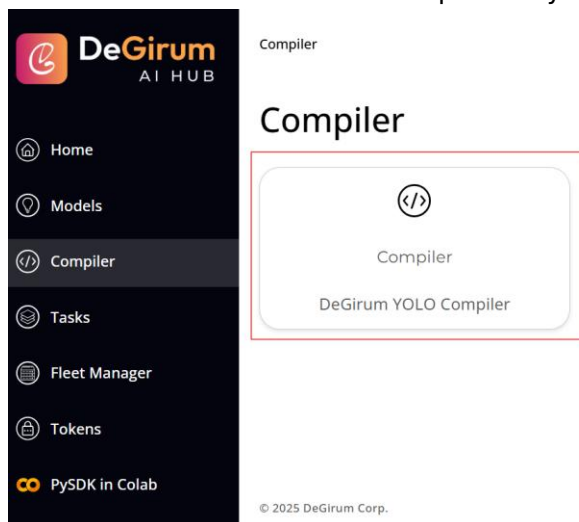 DeGirum
AI HUB
Home
Models
Compiler
Tasks
Fleet Manager
Tokens
PySDK in Colab
Compiler
Compiler
Compiler
DeGirum YOLO Compiler
© 2025 DeGirum Corp.